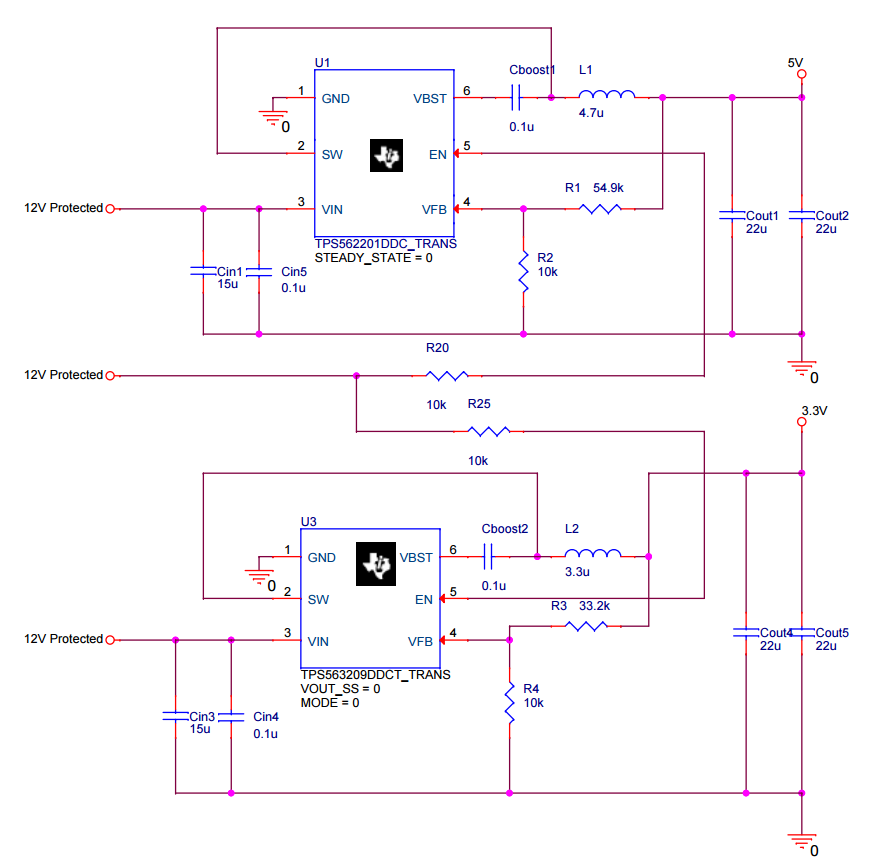 U1
Cboost1
L1
5V
1
GND
VBST
6
0
0.1u
4.7u
2
SW
EN
5
R1 54.9k
12V Protected
3
VIN
VFB
4
Cout1
22u
Cout2
22u
TPS562201DDC_TRANS
STEADY_STATE = 0
R2
10k
Cin1
15u
Cin5
0.1u
R20
12V Protected
0
10k
R25
3.3V
10k
U3
Cboost2
L2
1
GND
VBST
6
0
0.1u
3.3u
2
SW
EN
5
R3 33.2k
12V Protected
3
VIN
VFB
4
Cout4
22u
Cout5
22u
TPS563209DDCT_TRANS
VOUT_SS = 0
MODE = 0
R4
10k
Cin3
15u
Cin4
0.1u
0